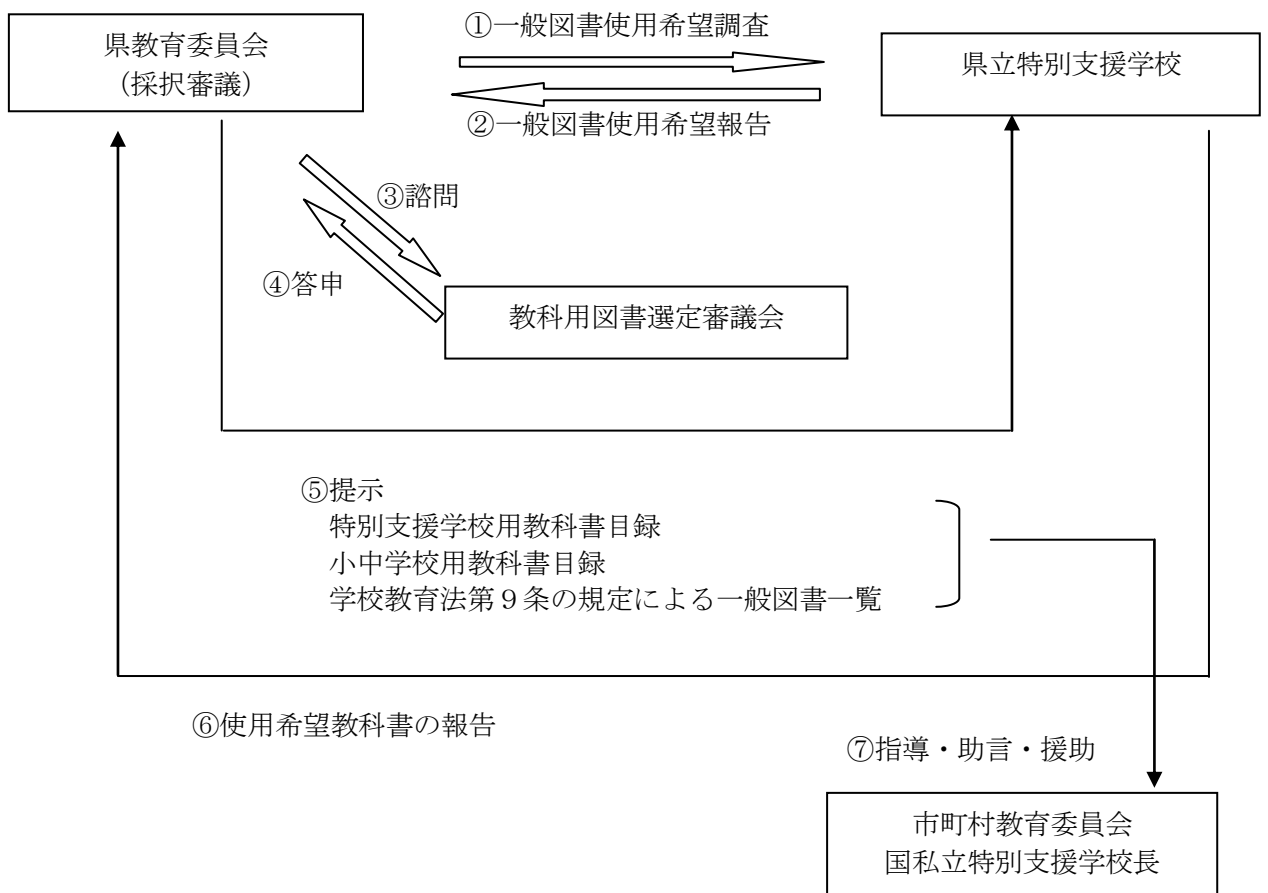 ①一般図書使用希望調査
県教育委員会
(採択審議)
県立特別支援学校
②一般図書使用希望報告
③諮問
④答申
教科用図書選定審議会
⑤提示
特別支援学校用教科書目録
小中学校用教科書目録
学校教育法第９条の規定による一般図書一覧
⑥使用希望教科書の報告
⑦指導・助言・援助
市町村教育委員会
国私立特別支援学校長